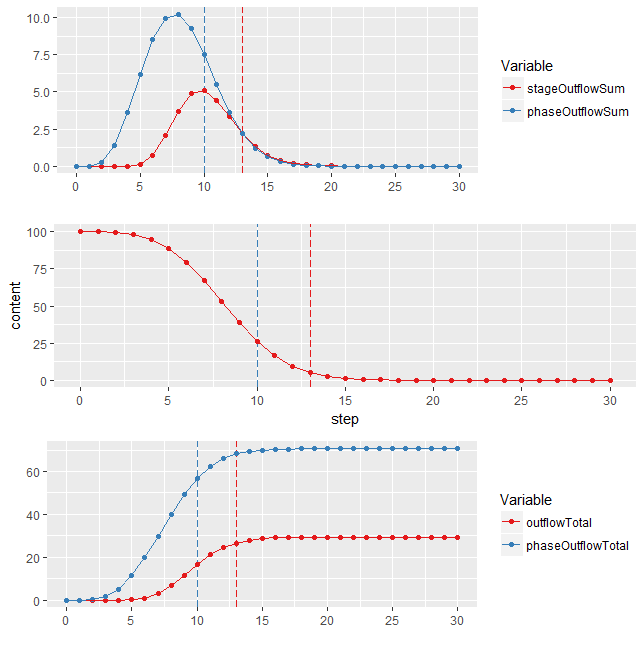 10.0
7.5
5.0
2.5
0.0
0 5 10 15 20 25 30
Variable
stageOutflowSum
phaseOutflowSum
content
100
75
50
25
0
0 5 10 15 20 25 30
step
60
40
20
0
0 5 10 15 20 25 30
Variable
outflowTotal
phaseOutflowTotal